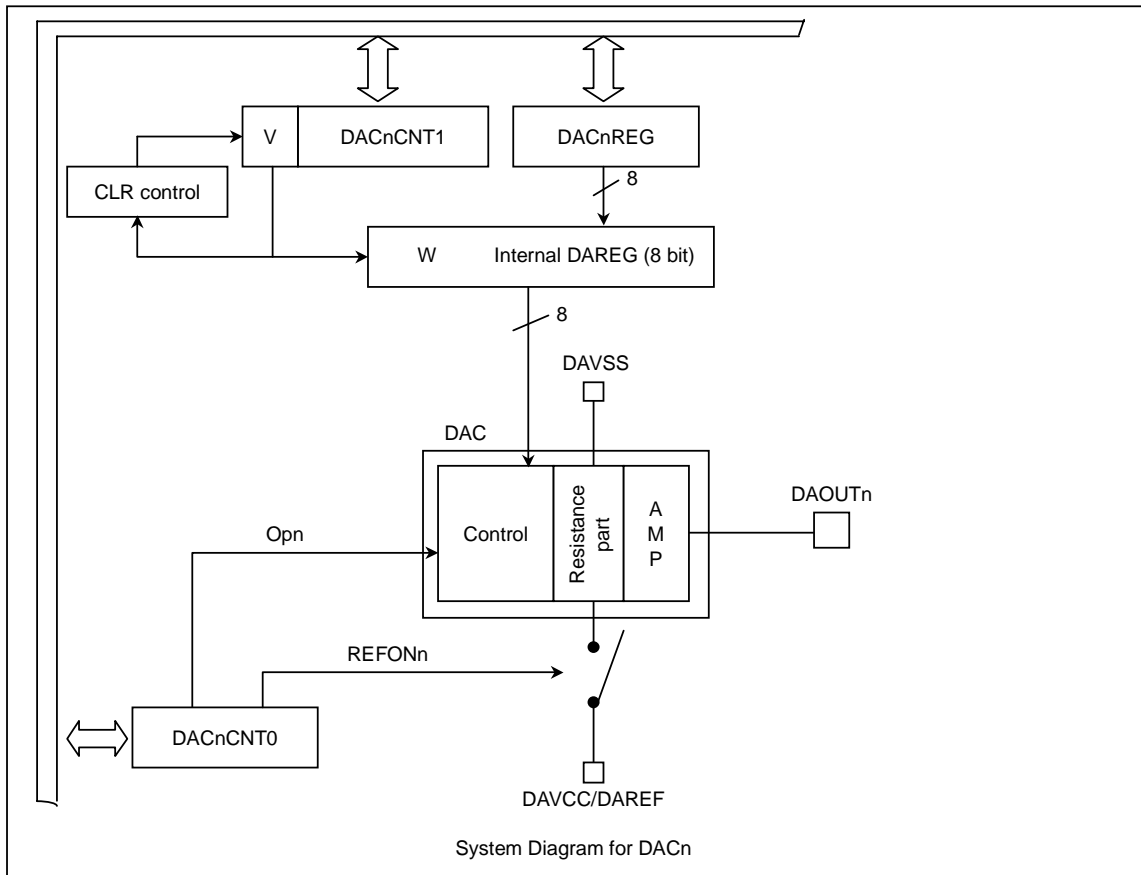 V
DACnCNT1
DACnREG
8
CLR control
W
Internal DAREG (8 bit)
8
DAVSS
DAC
Control
Resistance
part
A
M
P
DAOUTn
Opn
REFONn
DACnCNT0
DAVCC/DAREF
System Diagram for DACn